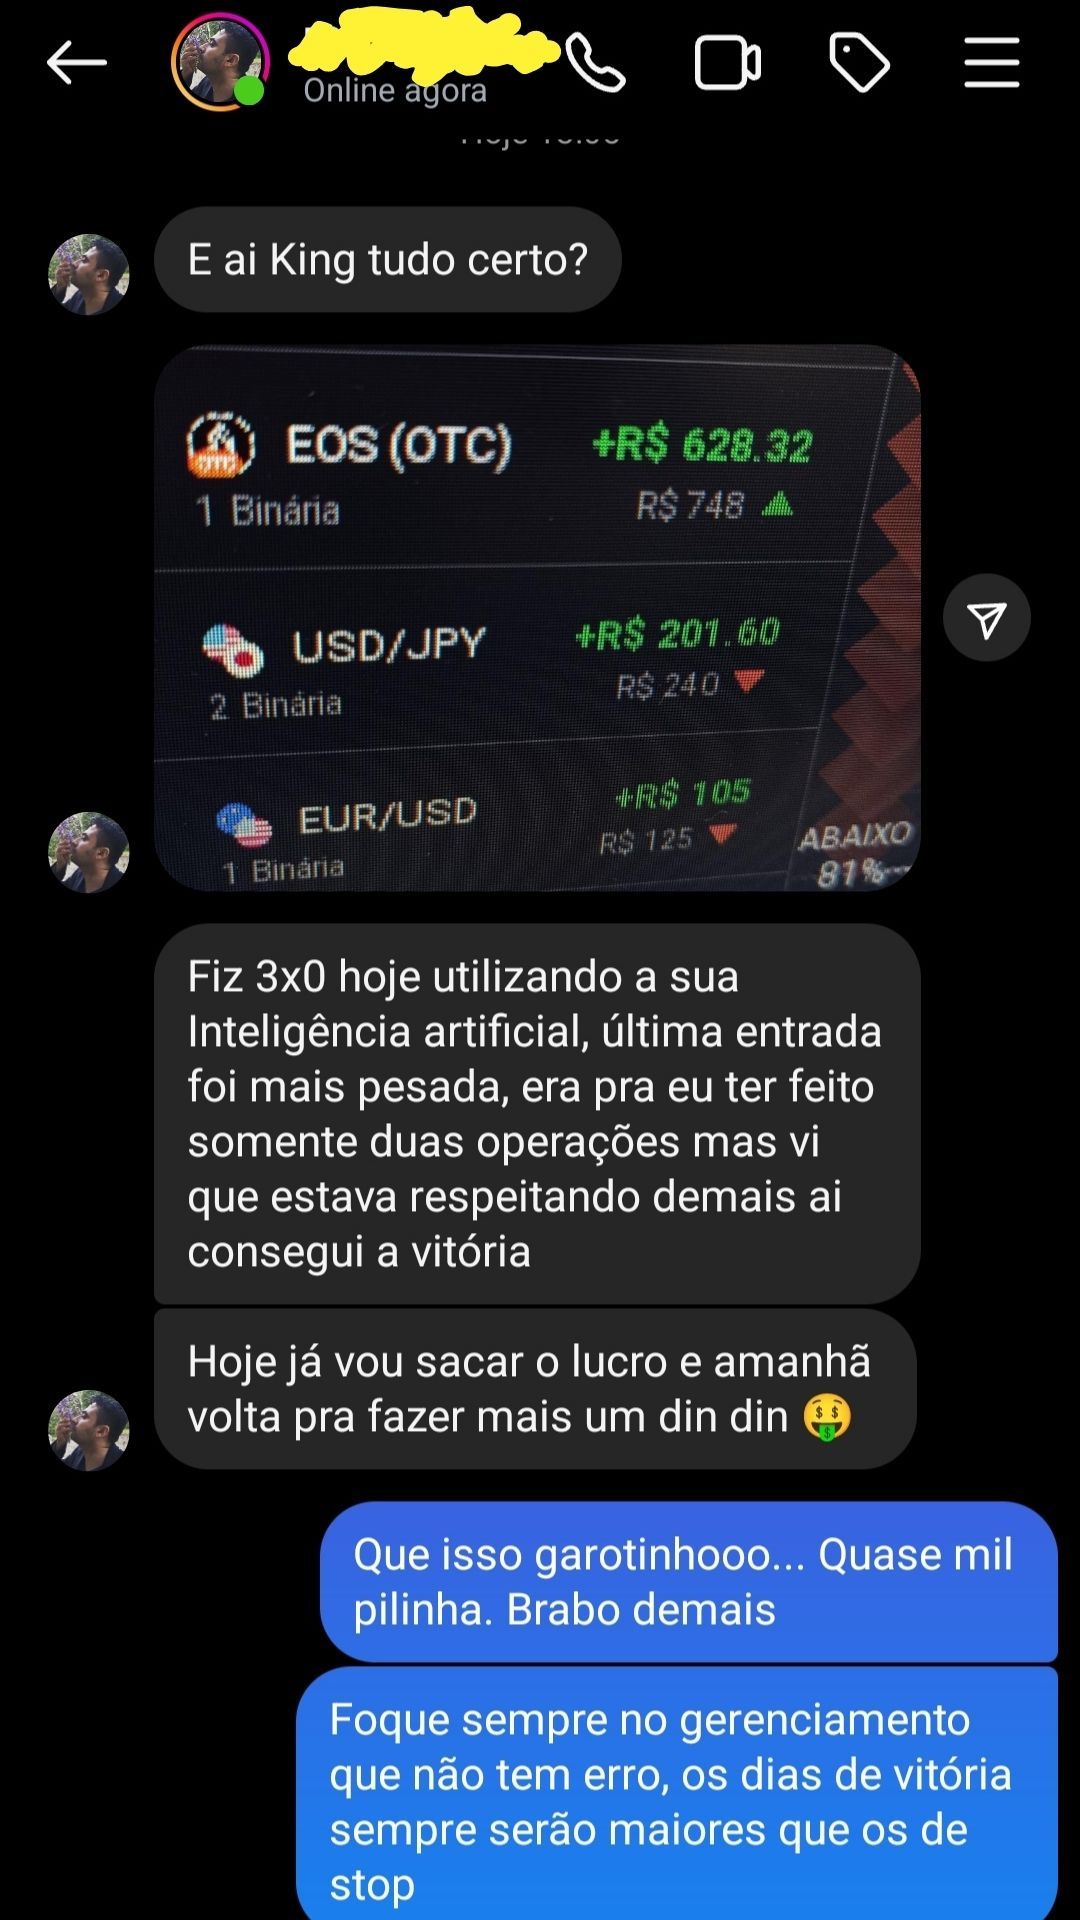 Online agora
E ai King tudo certo?
EOS (OTC) +R$ 628.32
1 Binária R$ 748
USD/JPY +R$ 201.60
2 Binária R$ 240
EUR/USD +R$ 105
1 Binária R$ 125
ABAIXO
81%
Fiz 3x0 hoje utilizando a sua
Inteligência artificial, última entrada
foi mais pesada, era pra eu ter feito
somente duas operações mas vi
que estava respeitando demais ai
consegui a vitória
Hoje já vou sacar o lucro e amanhã
volta pra fazer mais um din din 🤑
Que isso garotinhooo... Quase mil
pilinha. Brabo demais
Foque sempre no gerenciamento
que não tem erro, os dias de vitória
sempre serão maiores que os de
stop